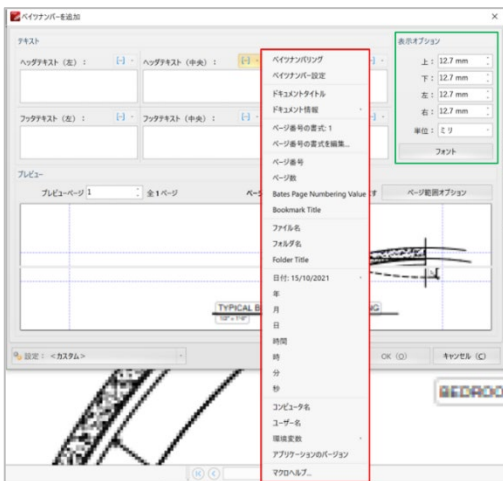 ベイツナンバーを追加
テキスト
ヘッダテキスト (左) :
ヘッダテキスト (中央) :
フッタテキスト (左) :
フッタテキスト (中央) :
ベイツナンバリング
ベイツナンバー設定
ドキュメントタイトル
ドキュメント情報
ページ番号の書式: 1
ページ番号の書式を編集...
ページ番号
ページ数
Bates Page Numbering Value
Bookmark Title
ファイル名
フォルダ名
Folder Title
日付: 15/10/2021
年
月
日
時間
時
分
秒
コンピュータ名
ユーザー名
環境変数
アプリケーションのバージョン
マクロヘルプ...
表示オプション
上: 12.7 mm
下: 12.7 mm
左: 12.7 mm
右: 12.7 mm
単位: ミリ
フォント
プレビュー
プレビューページ 1
全 1 ページ
ページ範囲オプション
TYPICAL B
設定: <カスタム>
OK (O)
キャンセル (C)
BEDROO